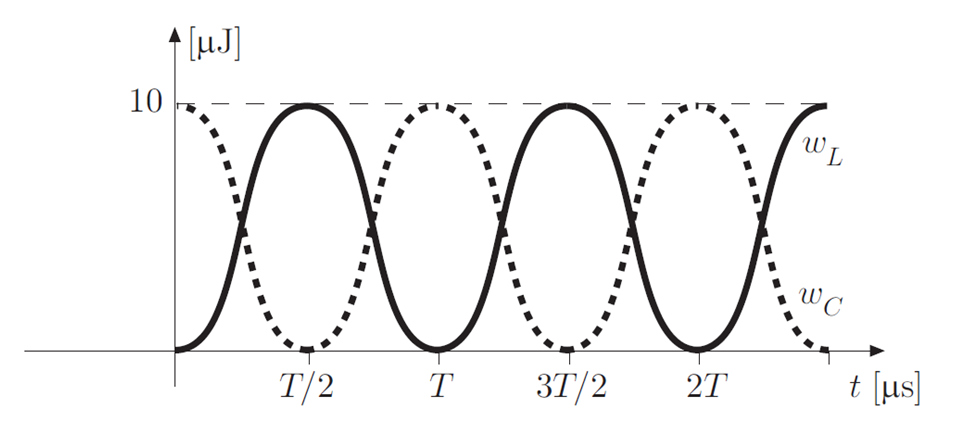 [μJ]
10
w_L
w_C
T/2
T
3T/2
2T
t [μs]